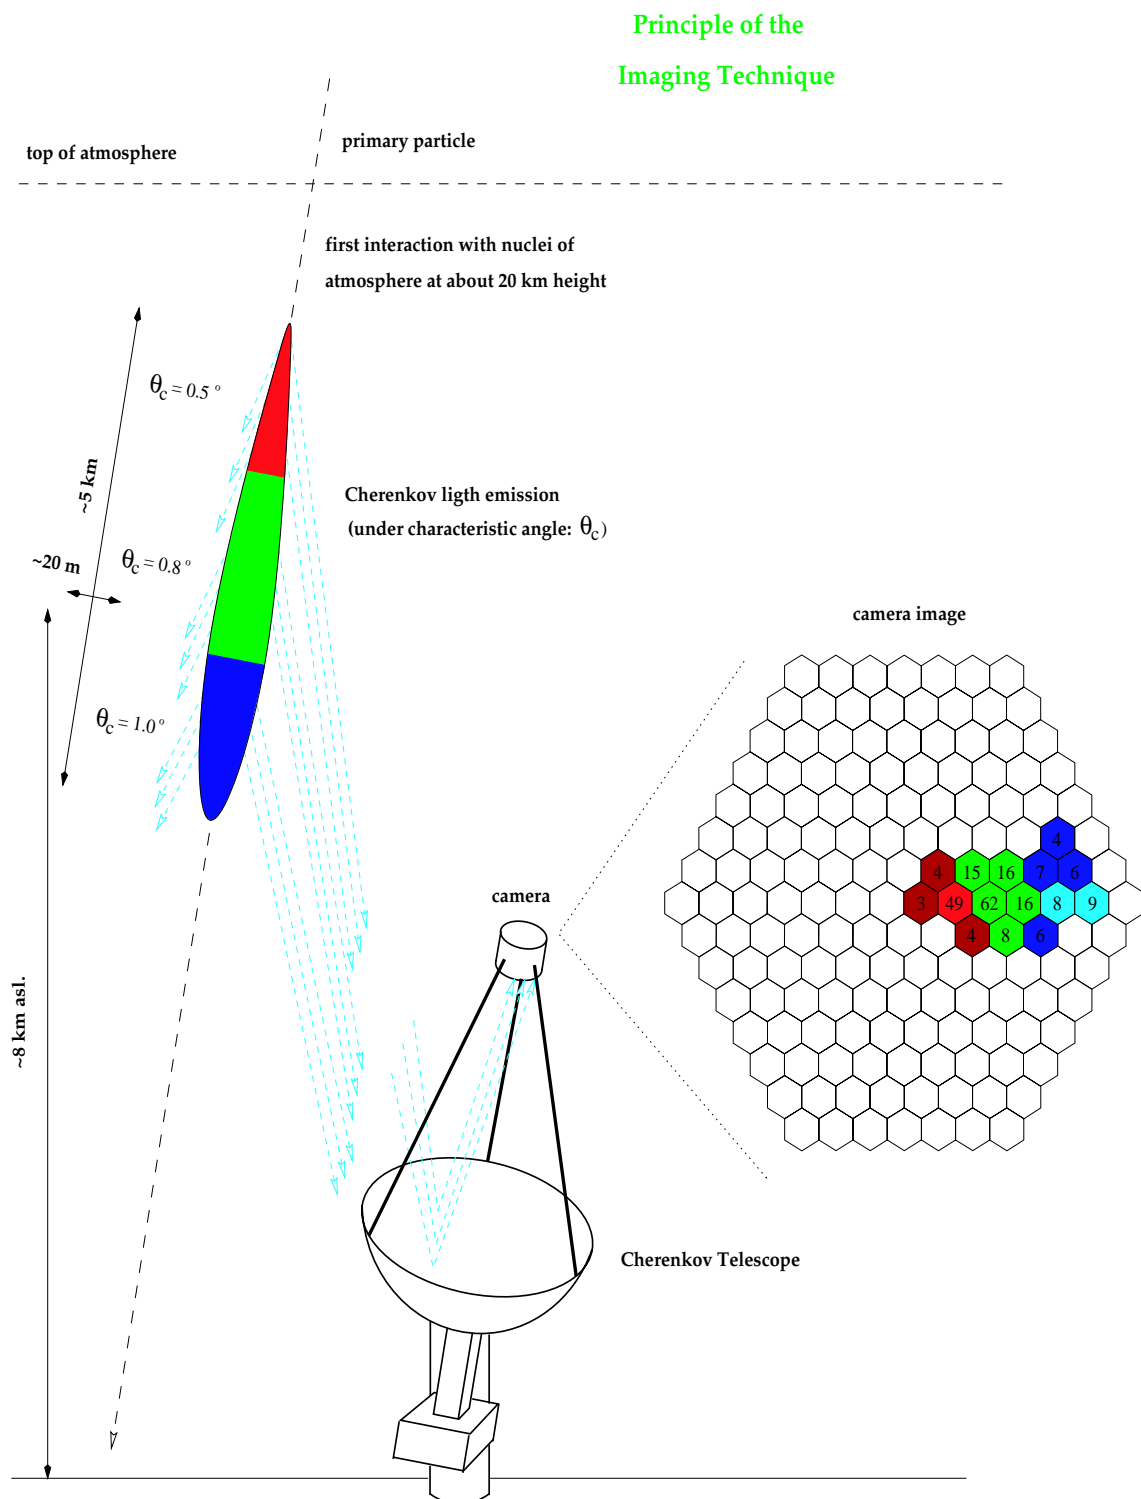 Principle of the
Imaging Technique
top of atmosphere
primary particle
first interaction with nuclei of
atmosphere at about 20 km height
θc = 0.5 °
~5 km
Cherenkov ligth emission
(under characteristic angle: θc)
~20 m
θc = 0.8 °
θc = 1.0 °
camera image
4
4 15 16 7 6
3 49 62 16 8 9
4 8 6
camera
~8 km asl.
Cherenkov Telescope